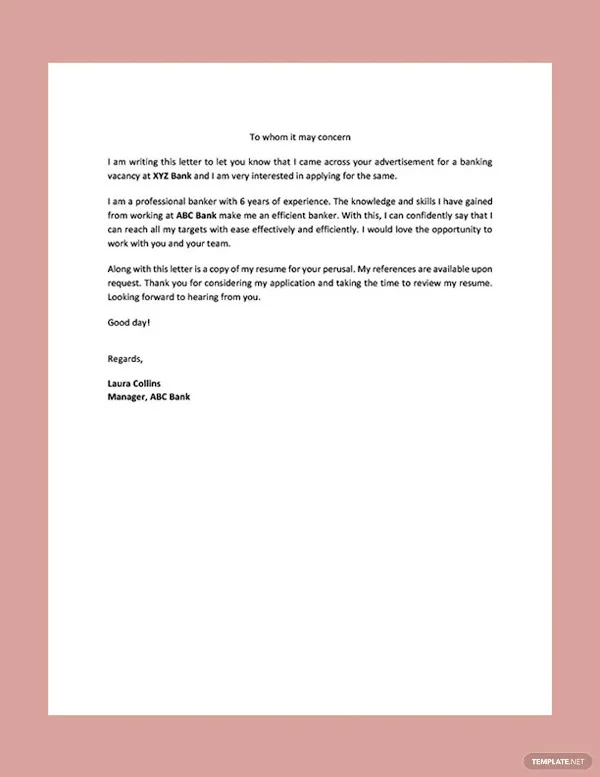 To whom it may concern
I am writing this letter to let you know that I came across your advertisement for a banking
vacancy at XYZ Bank and I am very interested in applying for the same.
I am a professional banker with 6 years of experience. The knowledge and skills I have gained
from working at ABC Bank make me an efficient banker. With this, I can confidently say that I
can reach all my targets with ease effectively and efficiently. I would love the opportunity to
work with you and your team.
Along with this letter is a copy of my resume for your perusal. My references are available upon
request. Thank you for considering my application and taking the time to review my resume.
Looking forward to hearing from you.
Good day!
Regards,
Laura Collins
Manager, ABC Bank
TEMPLATE.NET